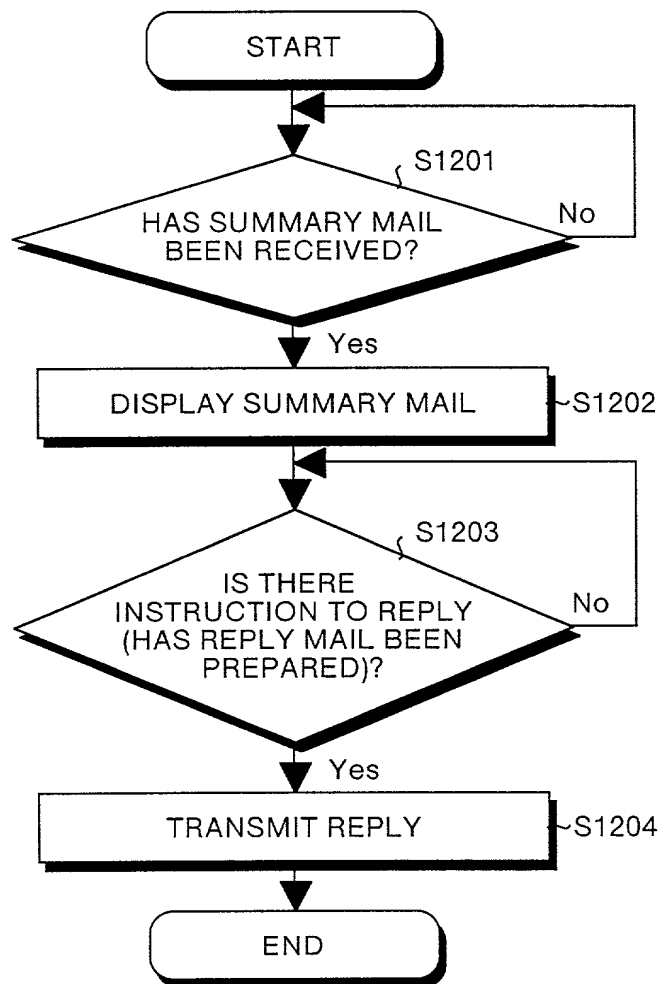 START
S1201
HAS SUMMARY MAIL
BEEN RECEIVED?
No
Yes
DISPLAY SUMMARY MAIL
S1202
S1203
IS THERE
INSTRUCTION TO REPLY
(HAS REPLY MAIL BEEN
PREPARED)?
No
Yes
TRANSMIT REPLY
S1204
END